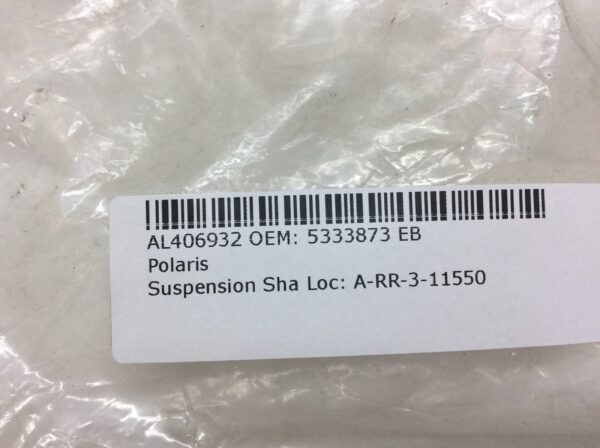 AL406932 OEM: 5333873 EB
Polaris
Suspension Sha Loc: A-RR-3-11550